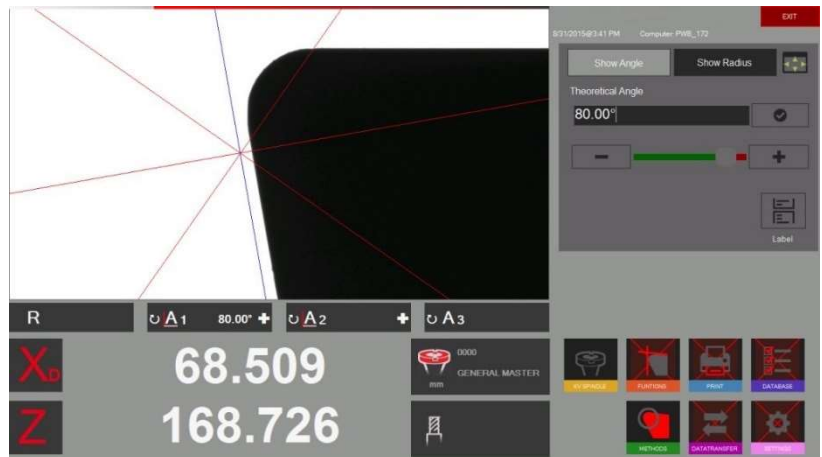 EXIT
8/31/2015@3:41 PM Computer-PWB_172
Show Angle Show Radius
Theoretical Angle
80.00°
Label
R
A1 80.00° +
A2 +
A3
XD 68.509
mm
0000
GENERAL MASTER
Z 168.726
XV SPINDLE
FUNTIONS
PRINT
DATABASE
METHODS
DATATRANSFER
SETTINGS